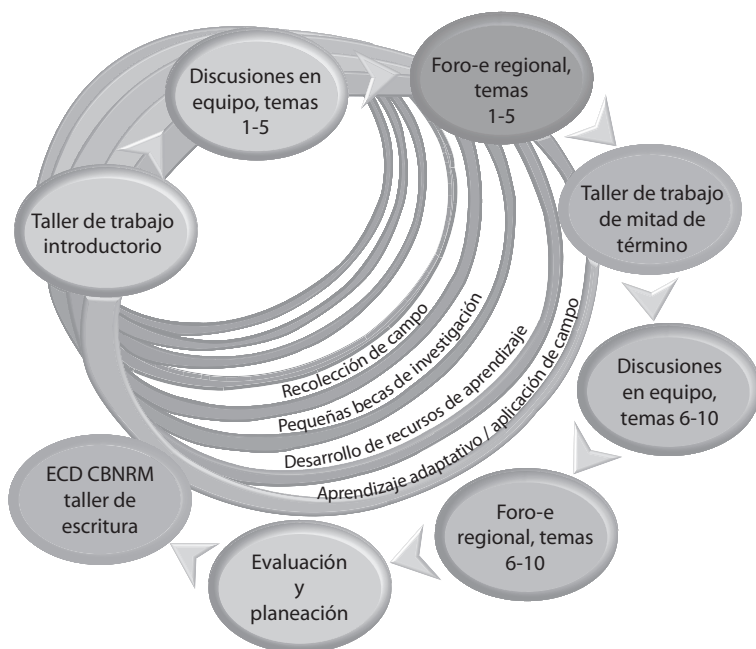 Discusiones en
equipo, temas
1-5
Foro-e regional,
temas
1-5
Taller de trabajo
introductorio
Taller de trabajo
de mitad de
término
Recolección de campo
Pequeñas becas de investigación
Desarrollo de recursos de aprendizaje
Aprendizaje adaptativo / aplicación de campo
Discusiones
en equipo,
temas 6-10
ECD CBNRM
taller de
escritura
Foro-e
regional, temas
6-10
Evaluación
y
planeación